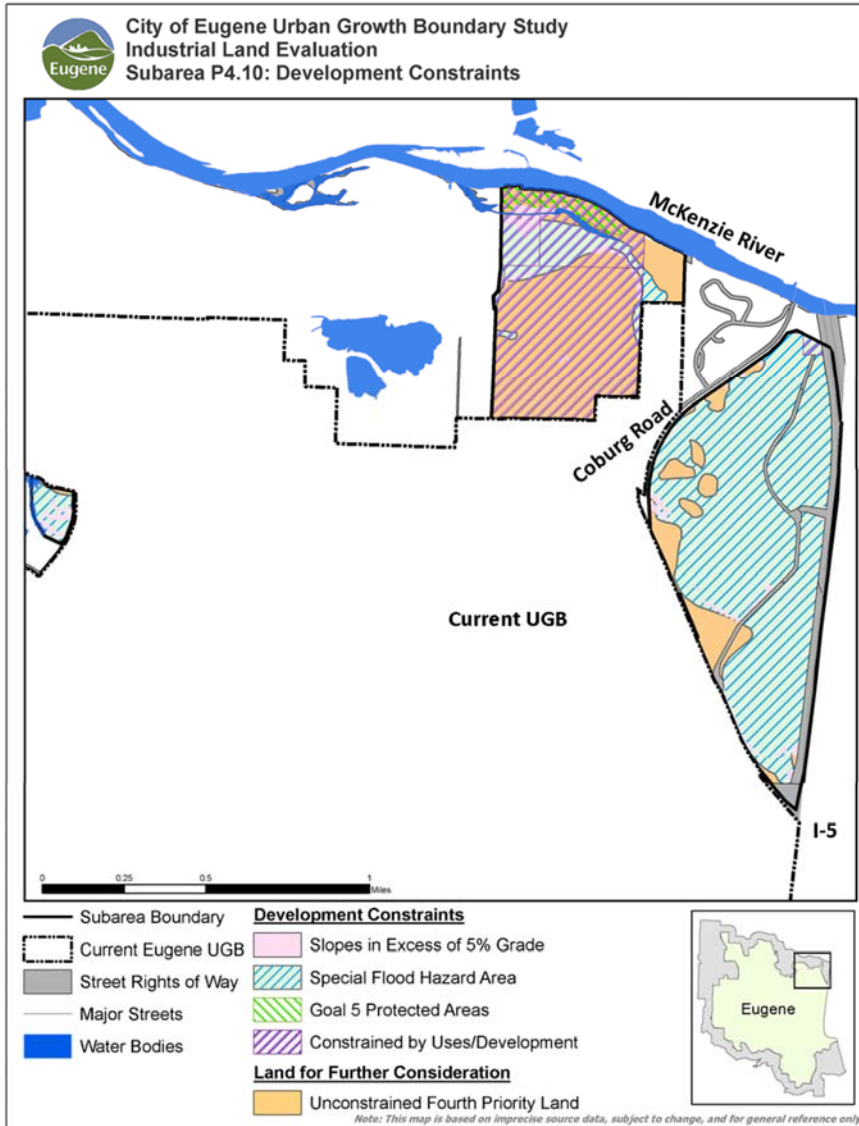 City of Eugene Urban Growth Boundary Study
Industrial Land Evaluation
Subarea P4.10: Development Constraints
Eugene
McKenzie River
Coburg Road
Current UGB
I-5
0 0.25 0.5 1
Miles
Subarea Boundary
Current Eugene UGB
Street Rights of Way
Major Streets
Water Bodies
Development Constraints
Slopes in Excess of 5% Grade
Special Flood Hazard Area
Goal 5 Protected Areas
Constrained by Uses/Development
Land for Further Consideration
Unconstrained Fourth Priority Land
Eugene
Note: This map is based on imprecise source data, subject to change, and for general reference only